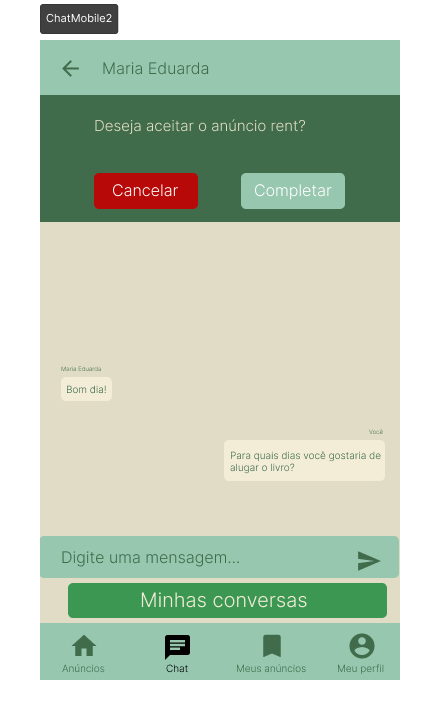 ChatMobile2
Maria Eduarda
Deseja aceitar o anúncio rent?
Cancelar
Completar
Maria Eduarda
Bom dia!
Você
Para quais dias você gostaria de
alugar o livro?
Digite uma mensagem...
Minhas conversas
Anúncios
Chat
Meus anúncios
Meu perfil